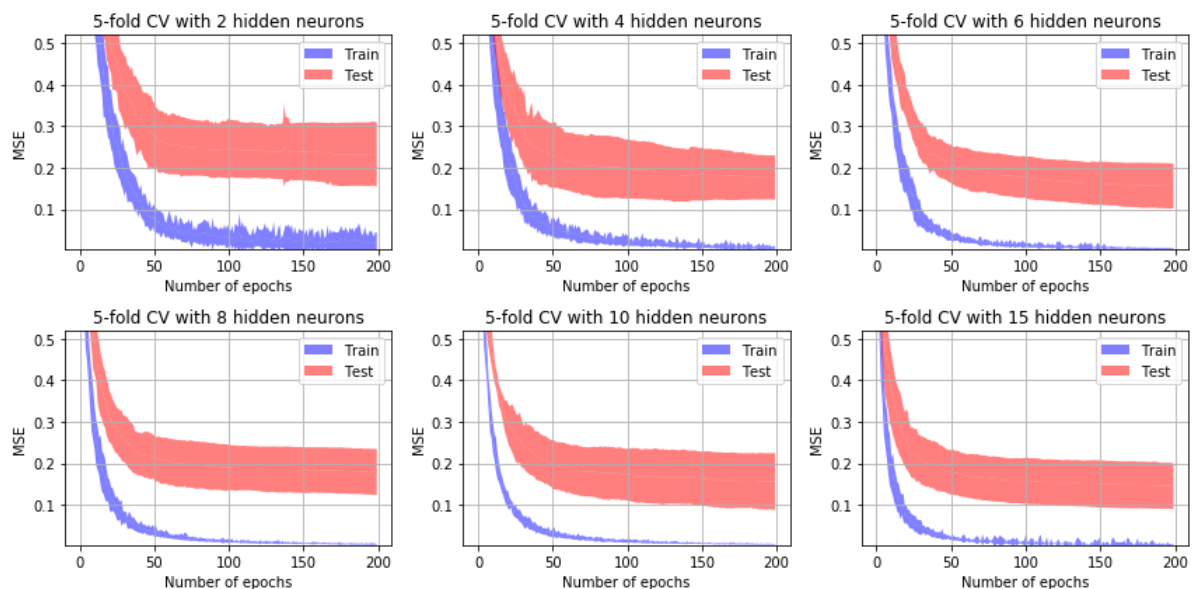 5-fold CV with 2 hidden neurons
0.5
0.4
0.3
0.2
0.1
MSE
Train
Test
0 50 100 150 200
Number of epochs
5-fold CV with 4 hidden neurons
0.5
0.4
0.3
0.2
0.1
MSE
Train
Test
0 50 100 150 200
Number of epochs
5-fold CV with 6 hidden neurons
0.5
0.4
0.3
0.2
0.1
MSE
Train
Test
0 50 100 150 200
Number of epochs
5-fold CV with 8 hidden neurons
0.5
0.4
0.3
0.2
0.1
MSE
Train
Test
0 50 100 150 200
Number of epochs
5-fold CV with 10 hidden neurons
0.5
0.4
0.3
0.2
0.1
MSE
Train
Test
0 50 100 150 200
Number of epochs
5-fold CV with 15 hidden neurons
0.5
0.4
0.3
0.2
0.1
MSE
Train
Test
0 50 100 150 200
Number of epochs